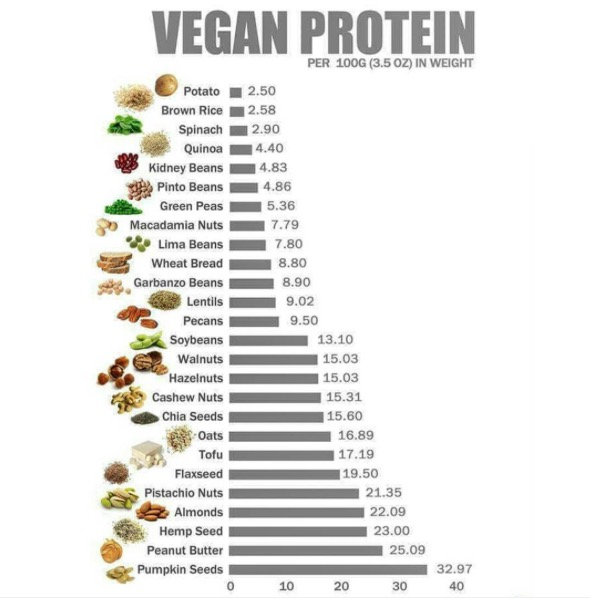 VEGAN PROTEIN
PER 100G (3.5 OZ) IN WEIGHT
Potato 2.50
Brown Rice 2.58
Spinach 2.90
Quinoa 4.40
Kidney Beans 4.83
Pinto Beans 4.86
Green Peas 5.36
Macadamia Nuts 7.79
Lima Beans 7.80
Wheat Bread 8.80
Garbanzo Beans 8.90
Lentils 9.02
Pecans 9.50
Soybeans 13.10
Walnuts 15.03
Hazelnuts 15.03
Cashew Nuts 15.31
Chia Seeds 15.60
Oats 16.89
Tofu 17.19
Flaxseed 19.50
Pistachio Nuts 21.35
Almonds 22.09
Hemp Seed 23.00
Peanut Butter 25.09
Pumpkin Seeds 32.97
0 10 20 30 40